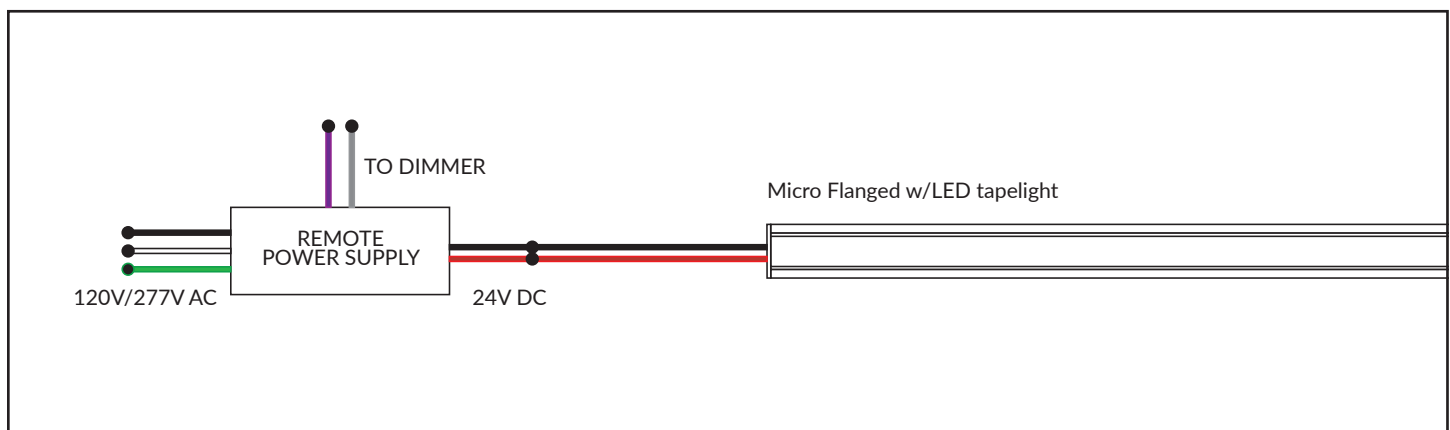 TO DIMMER
Micro Flanged w/LED tapelight
REMOTE
POWER SUPPLY
120V/277V AC
24V DC